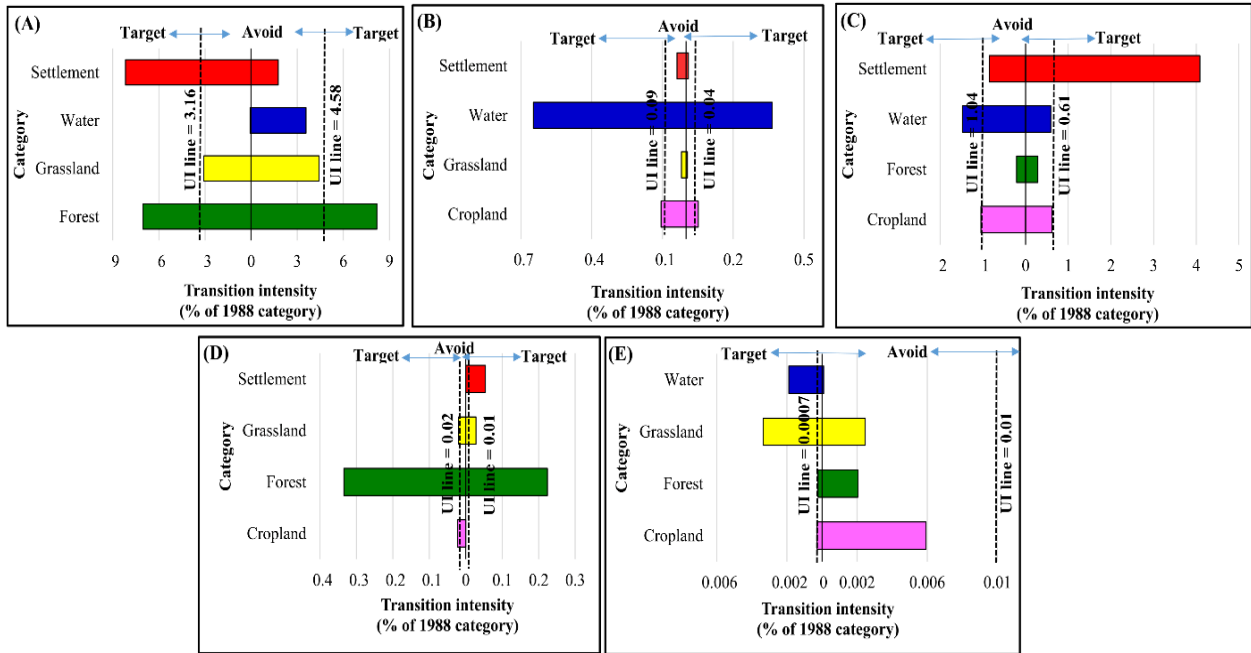 (A)
Target Avoid Target
Settlement
Water
Grassland
Forest
Category
UI line = 3.16
UI line = 4.58
9 6 3 0 3 6 9
Transition intensity
(% of 1988 category)
(B)
Avoid
Target Target
Settlement
Water
Grassland
Cropland
Category
UI line = 0.09
UI line = 0.04
0.7 0.4 0.1 0.2 0.5
Transition intensity
(% of 1988 category)
(C)
Avoid
Target Target
Settlement
Water
Forest
Cropland
Category
UI line = 1.04
UI line = 0.61
2 1 0 1 2 3 4 5
Transition intensity
(% of 1988 category)
(D)
Avoid
Target Target
Settlement
Grassland
Forest
Cropland
Category
UI line = 0.02
UI line = 0.01
0.4 0.3 0.2 0.1 0 0.1 0.2 0.3
Transition intensity
(% of 1988 category)
(E)
Target Avoid
Water
Grassland
Forest
Cropland
Category
UI line = 0.0007
UI line = 0.01
0.006 0.002 0 0.002 0.006 0.01
Transition intensity
(% of 1988 category)